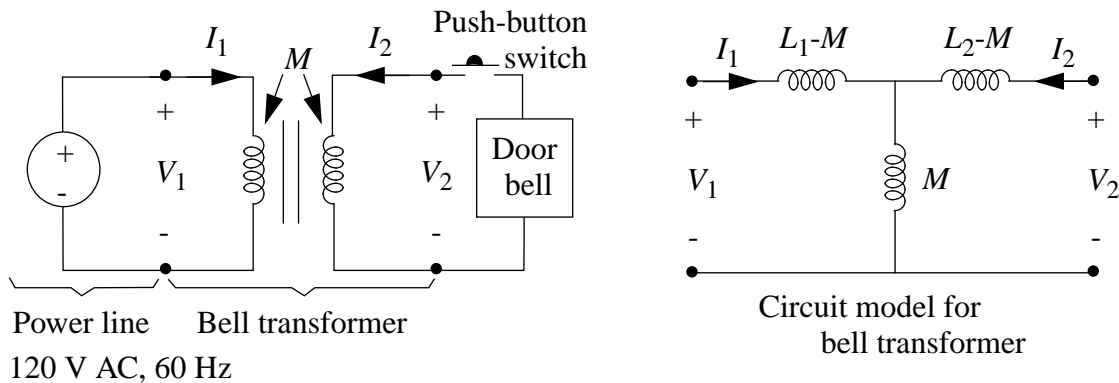 Push-button
switch
I1
M
I2
+
+
+
-
V1
V2
Door
bell
-
-
Power line
Bell transformer
120 V AC, 60 Hz
I1
L1-M
L2-M
I2
+
+
V1
M
V2
-
-
Circuit model for
bell transformer